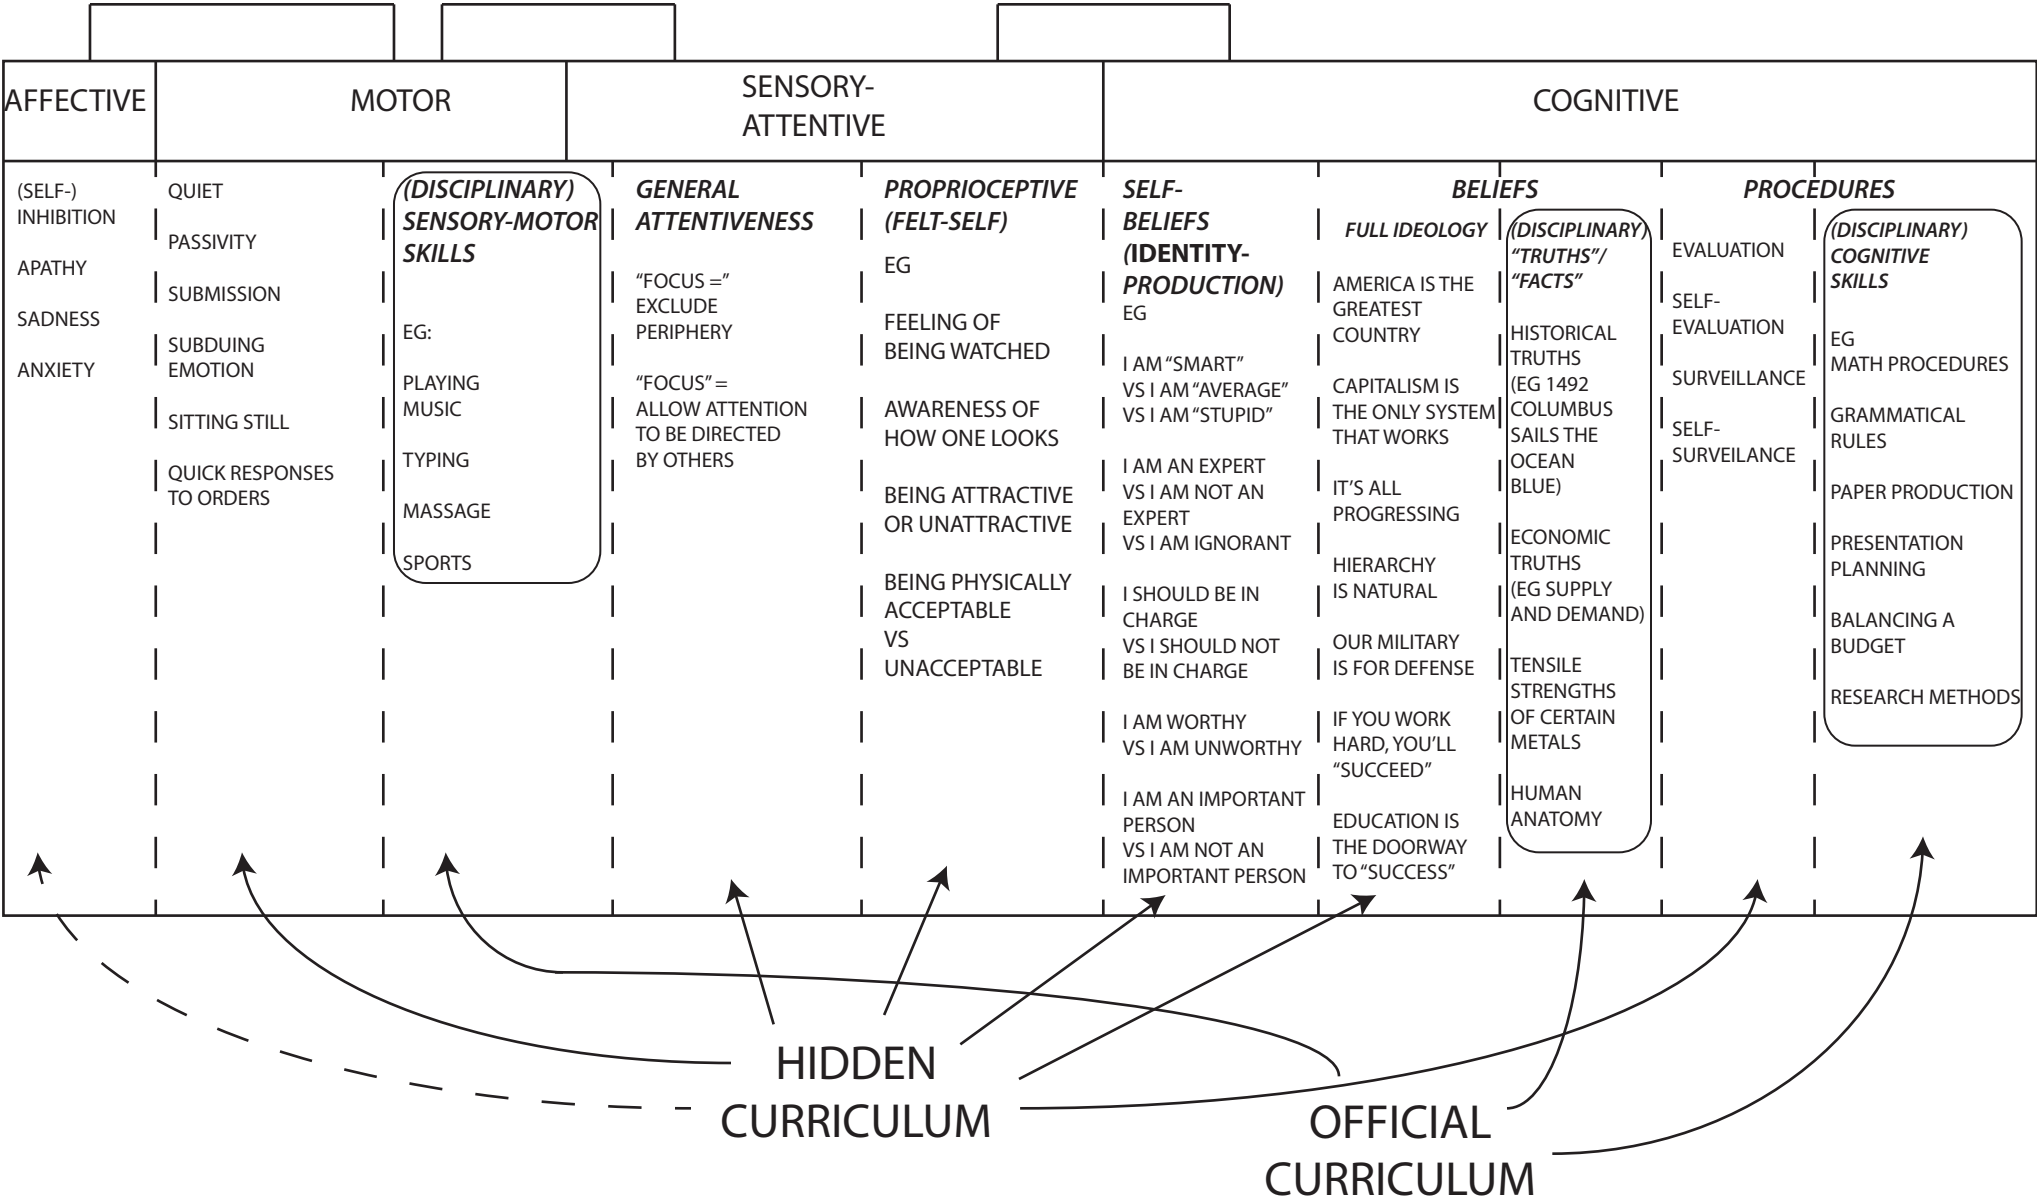 AFFECTIVE
MOTOR
SENSORY-
ATTENTIVE
COGNITIVE
(SELF-)
INHIBITION
APATHY
SADNESS
ANXIETY
QUIET
PASSIVITY
SUBMISSION
SUBDUING
EMOTION
SITTING STILL
QUICK RESPONSES
TO ORDERS
(DISCIPLINARY)
SENSORY-MOTOR
SKILLS
EG:
PLAYING
MUSIC
TYPING
MASSAGE
SPORTS
GENERAL
ATTENTIVENESS
“FOCUS =”
EXCLUDE
PERIPHERY
“FOCUS” =
ALLOW ATTENTION
TO BE DIRECTED
BY OTHERS
PROPRIOCEPTIVE
(FELT-SELF)
EG
FEELING OF
BEING WATCHED
AWARENESS OF
HOW ONE LOOKS
BEING ATTRACTIVE
OR UNATTRACTIVE
BEING PHYSICALLY
ACCEPTABLE
VS
UNACCEPTABLE
SELF-
BELIEFS
(IDENTITY-
PRODUCTION)
EG
I AM “SMART”
VS I AM “AVERAGE”
VS I AM “STUPID”
I AM AN EXPERT
VS I AM NOT AN
EXPERT
VS I AM IGNORANT
I SHOULD BE IN
CHARGE
VS I SHOULD NOT
BE IN CHARGE
I AM WORTHY
VS I AM UNWORTHY
I AM AN IMPORTANT
PERSON
VS I AM NOT AN
IMPORTANT PERSON
BELIEFS
FULL IDEOLOGY
AMERICA IS THE
GREATEST
COUNTRY
CAPITALISM IS
THE ONLY SYSTEM
THAT WORKS
IT’S ALL
PROGRESSING
HIERARCHY
IS NATURAL
OUR MILITARY
IS FOR DEFENSE
IF YOU WORK
HARD, YOU’LL
“SUCCEED”
EDUCATION IS
THE DOORWAY
TO “SUCCESS”
(DISCIPLINARY)
“TRUTHS”/
“FACTS”
HISTORICAL
TRUTHS
(EG 1492
COLUMBUS
SAILS THE
OCEAN
BLUE)
ECONOMIC
TRUTHS
(EG SUPPLY
AND DEMAND)
TENSILE
STRENGTHS
OF CERTAIN
METALS
HUMAN
ANATOMY
PROCEDURES
EVALUATION
SELF-
EVALUATION
SURVEILLANCE
SELF-
SURVEILANCE
(DISCIPLINARY)
COGNITIVE
SKILLS
EG
MATH PROCEDURES
GRAMMATICAL
RULES
PAPER PRODUCTION
PRESENTATION
PLANNING
BALANCING A
BUDGET
RESEARCH METHODS
HIDDEN
CURRICULUM
OFFICIAL
CURRICULUM